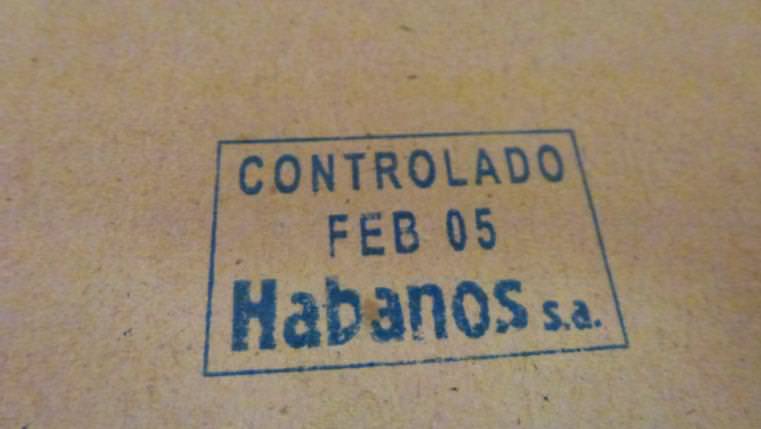 CONTROLADO
FEB 05
Habanos s.a.